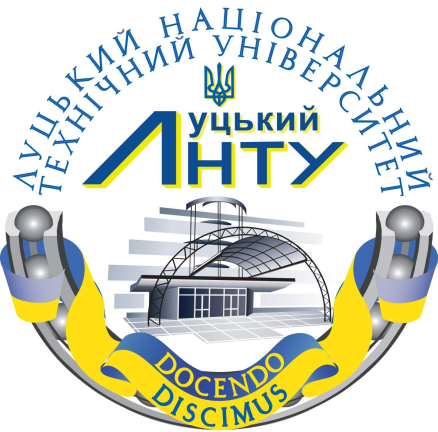 ЛУЦЬКИЙ НАЦІОНАЛЬНИЙ
ТЕХНІЧНИЙ УНІВЕРСИТЕТ
Луцький
ЛНТУ
DOCENDO
DISCIMUS